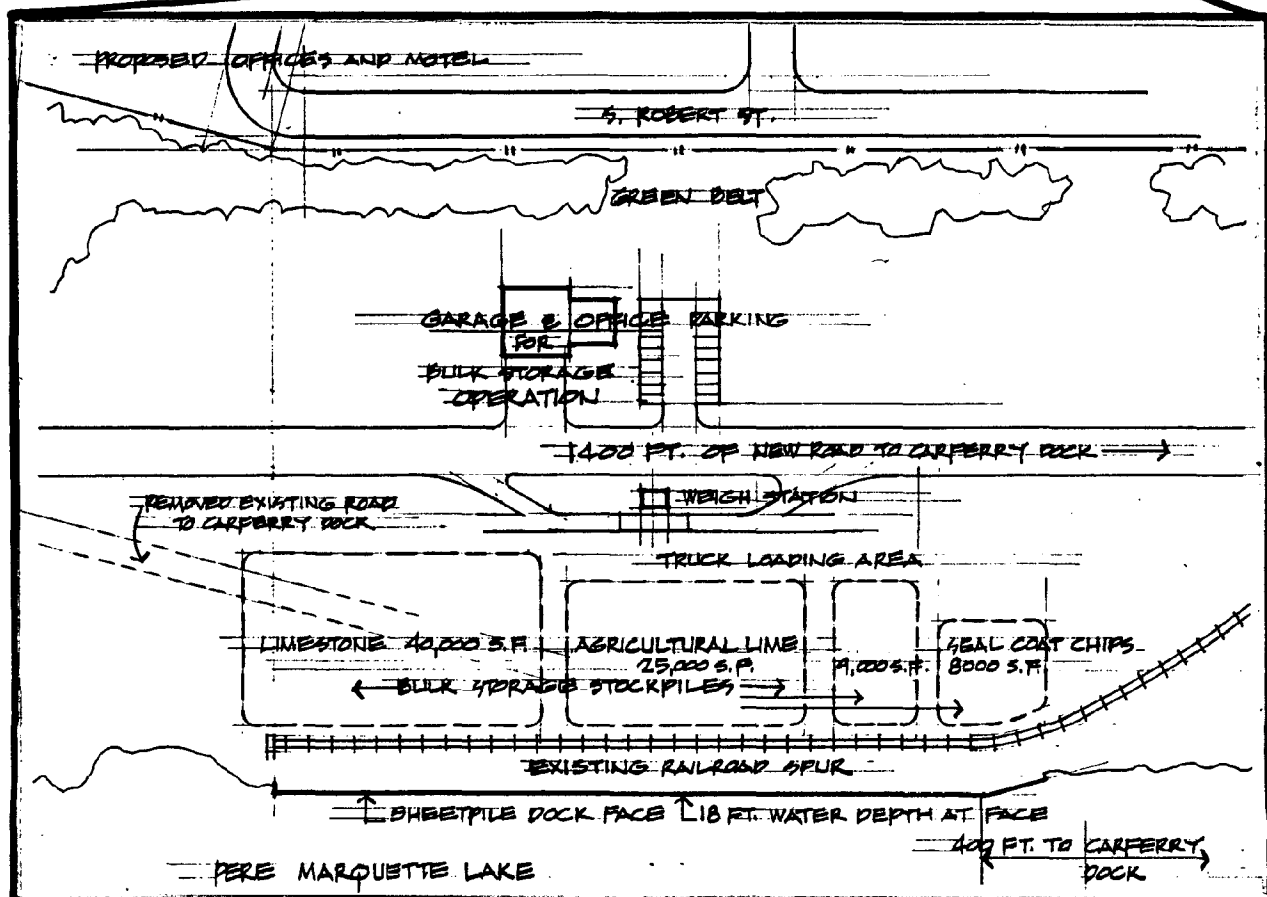 PROPOSED OFFICES AND MOTEL
S. ROBERT ST.
GREEN BELT
GARAGE & OFFICE
FOR
BULK STORAGE
OPERATION
PARKING
1400 FT. OF NEW ROAD TO CARFERRY DOCK
REMOVED EXISTING ROAD
TO CARFERRY DOCK
WEIGH STATION
TRUCK LOADING AREA
LIMESTONE 40,000 S.F.
AGRICULTURAL LIME
25,000 S.F.
9,000 S.F.
SEAL COAT CHIPS
8000 S.F.
BULK STORAGE STOCKPILES
EXISTING RAILROAD SPUR
SHEETPILE DOCK FACE
18 FT. WATER DEPTH AT FACE
400 FT. TO CARFERRY
DOCK
PERE MARQUETTE LAKE